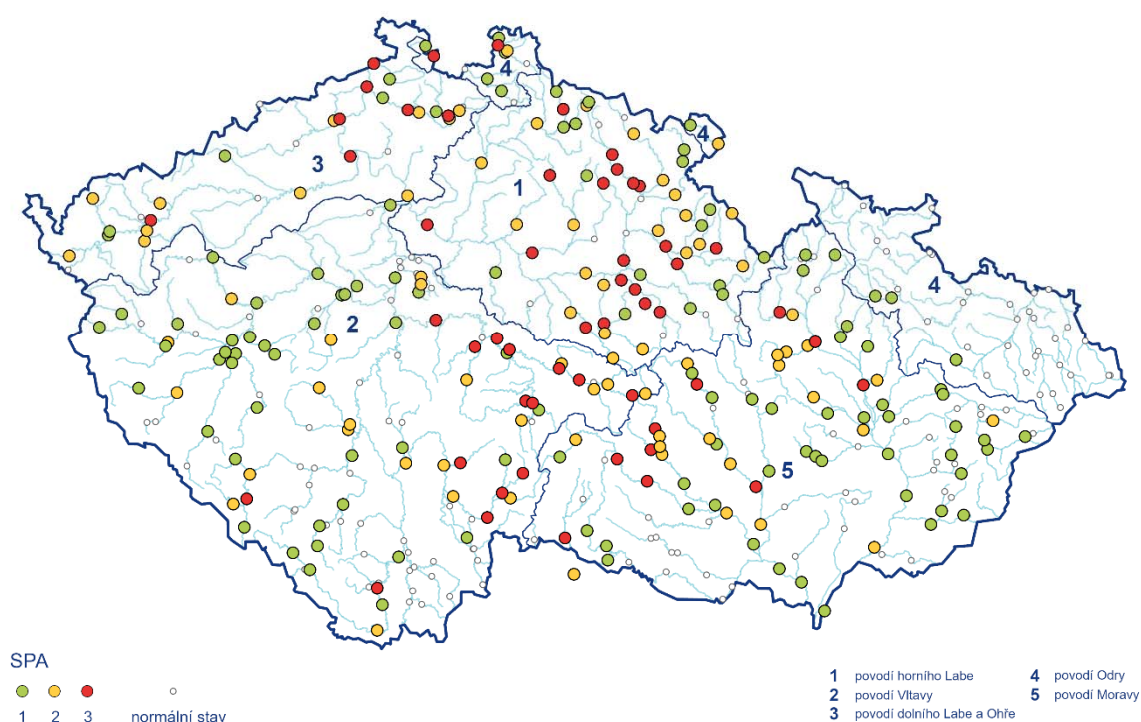 4
4
3
1
4
2
5
SPA
1 2 3 normální stav
1 povodí horního Labe
2 povodí Vltavy
3 povodí dolního Labe a Ohře
4 povodí Odry
5 povodí Moravy